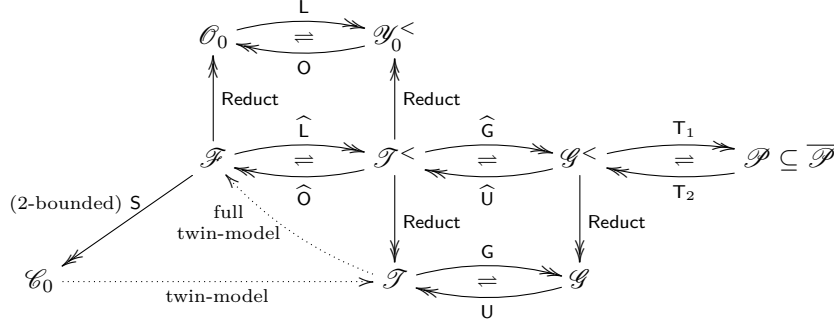 L
𝒪₀ ⇌ 𝒴₀^<
O
Reduct Reduct
L̂ Ĝ T₁
ℱ ⇌ 𝒯^< ⇌ 𝒢^< ⇌ 𝒫 ⊆ 𝒫̅
Ô Û T₂
(2-bounded) S
full
twin-model
Reduct Reduct
G
𝒞₀ 𝒯 ⇌ 𝒢
twin-model
U